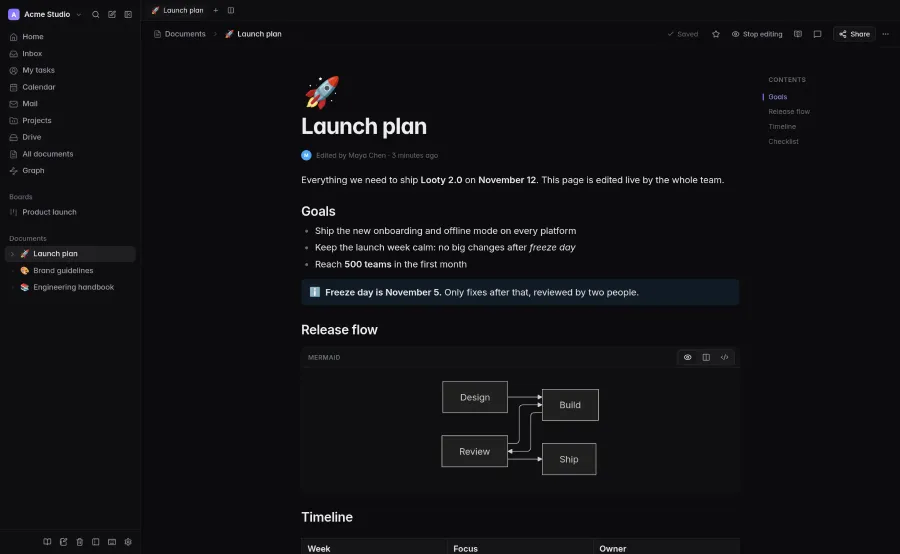 Acme Studio
Home
Inbox
My tasks
Calendar
Mail
Projects
Drive
All documents
Graph
Boards
Product launch
Documents
Launch plan
Brand guidelines
Engineering handbook
Launch plan
Documents
Launch plan
Saved
Stop editing
Share
Launch plan
M
Edited by Maya Chen · 3 minutes ago
Everything we need to ship Looty 2.0 on November 12. This page is edited live by the whole team.
Goals
• Ship the new onboarding and offline mode on every platform
• Keep the launch week calm: no big changes after freeze day
• Reach 500 teams in the first month
Freeze day is November 5. Only fixes after that, reviewed by two people.
Release flow
MERMAID
Design
Build
Review
Ship
Timeline
Week Focus Owner
CONTENTS
Goals
Release flow
Timeline
Checklist